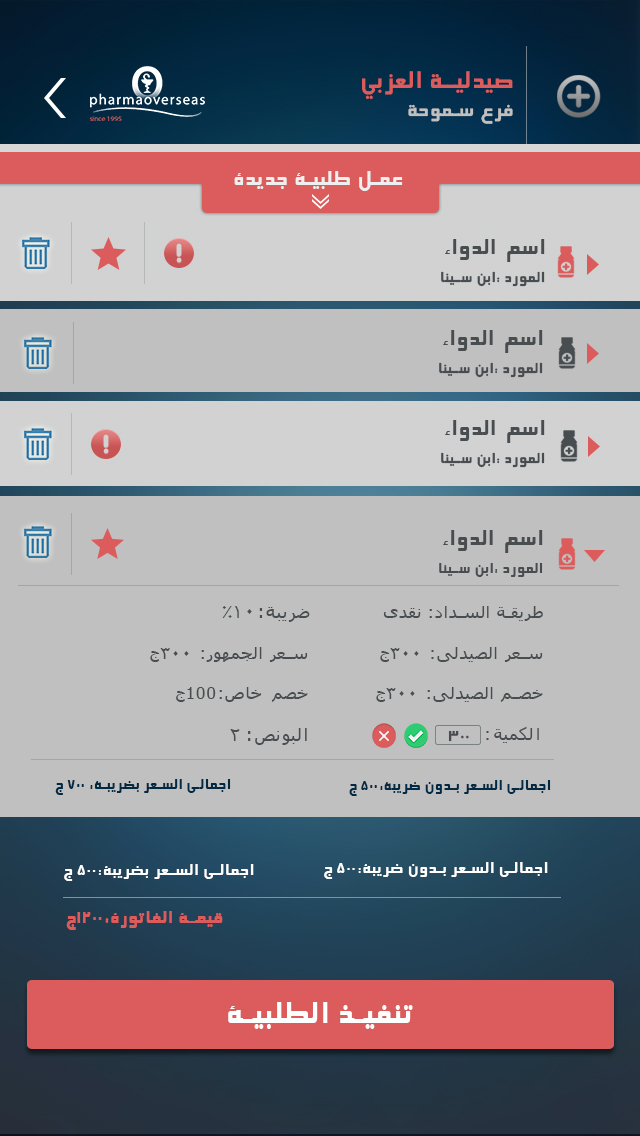 صيدلية العزبي
فرع سموحة
pharmaoverseas
since 1995
عمل طلبية جديدة
اسم الدواء
المورد :ابن سينا
اسم الدواء
المورد :ابن سينا
اسم الدواء
المورد :ابن سينا
اسم الدواء
المورد :ابن سينا
طريقة السداد: نقدى ضريبة: ١٠٪
سعر الصيدلى: ٣٠٠ج سعر الجمهور: ٣٠٠ج
خصم الصيدلى: ٣٠٠ج خصم خاص:100ج
الكمية: ٣٠٠ البونص: ٢
اجمالى السعر بدون ضريبة:٥٠٠ ج اجمالى السعر بضريبة: ٧٠٠ ج
اجمالى السعر بدون ضريبة:٥٠٠ ج اجمالى السعر بضريبة:٥٠٠ ج
قيمة الفاتورة:١٢٠٠ج
تنفيذ الطلبية